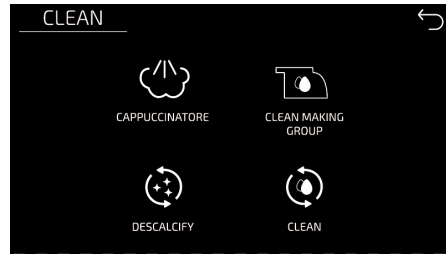 CLEAN
CAPPUCCINATORE
CLEAN MAKING
GROUP
DESCALCIFY
CLEAN